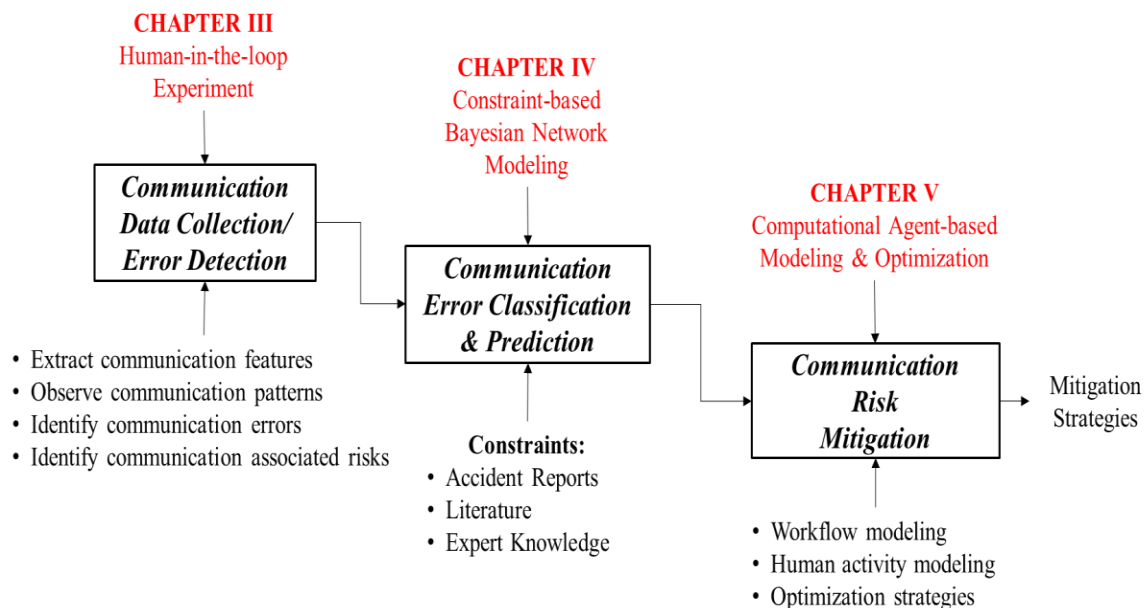 CHAPTER III
Human-in-the-loop
Experiment
Communication
Data Collection/
Error Detection
• Extract communication features
• Observe communication patterns
• Identify communication errors
• Identify communication associated risks
CHAPTER IV
Constraint-based
Bayesian Network
Modeling
Communication
Error Classification
& Prediction
Constraints:
• Accident Reports
• Literature
• Expert Knowledge
CHAPTER V
Computational Agent-based
Modeling & Optimization
Communication
Risk
Mitigation
• Workflow modeling
• Human activity modeling
• Optimization strategies
Mitigation
Strategies